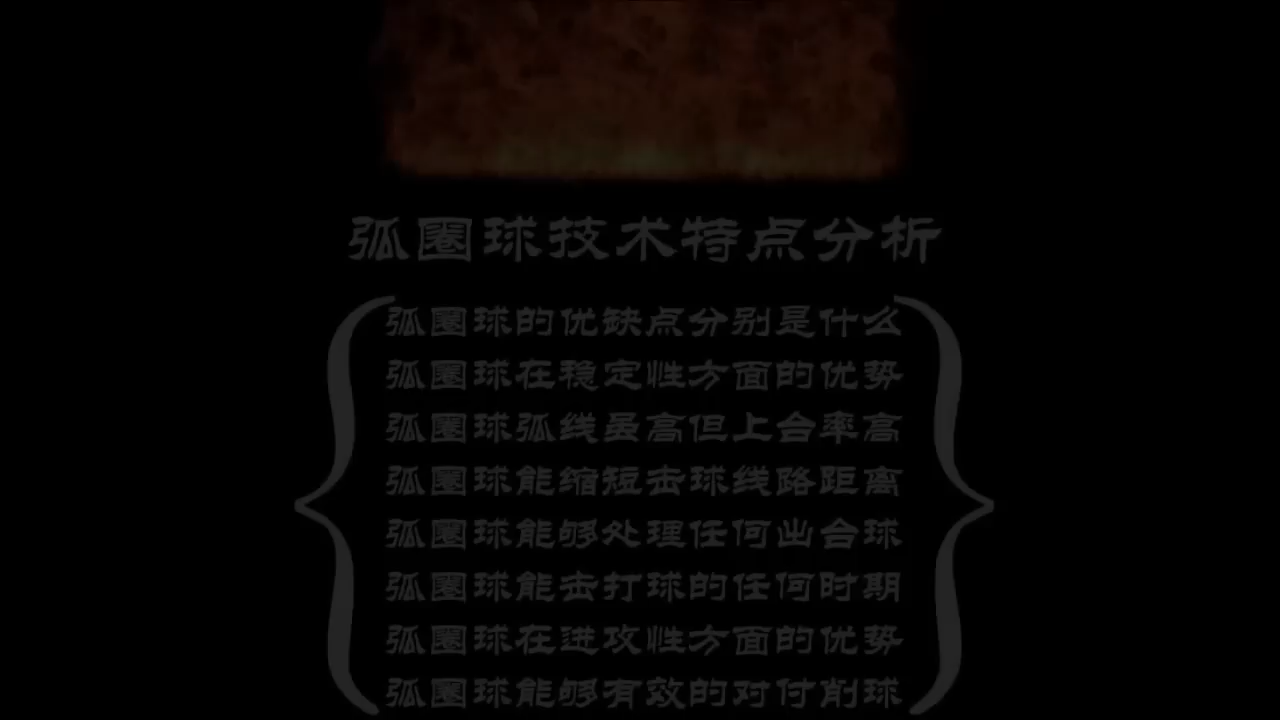 弧圈球技术特点分析
弧圈球的优缺点分别是什么
弧圈球在稳定性方面的优势
弧圈球弧线虽高但上台率高
弧圈球能缩短击球线路距离
弧圈球能够处理任何出台球
弧圈球能击打球的任何时期
弧圈球在进攻性方面的优势
弧圈球能够有效的对付削球